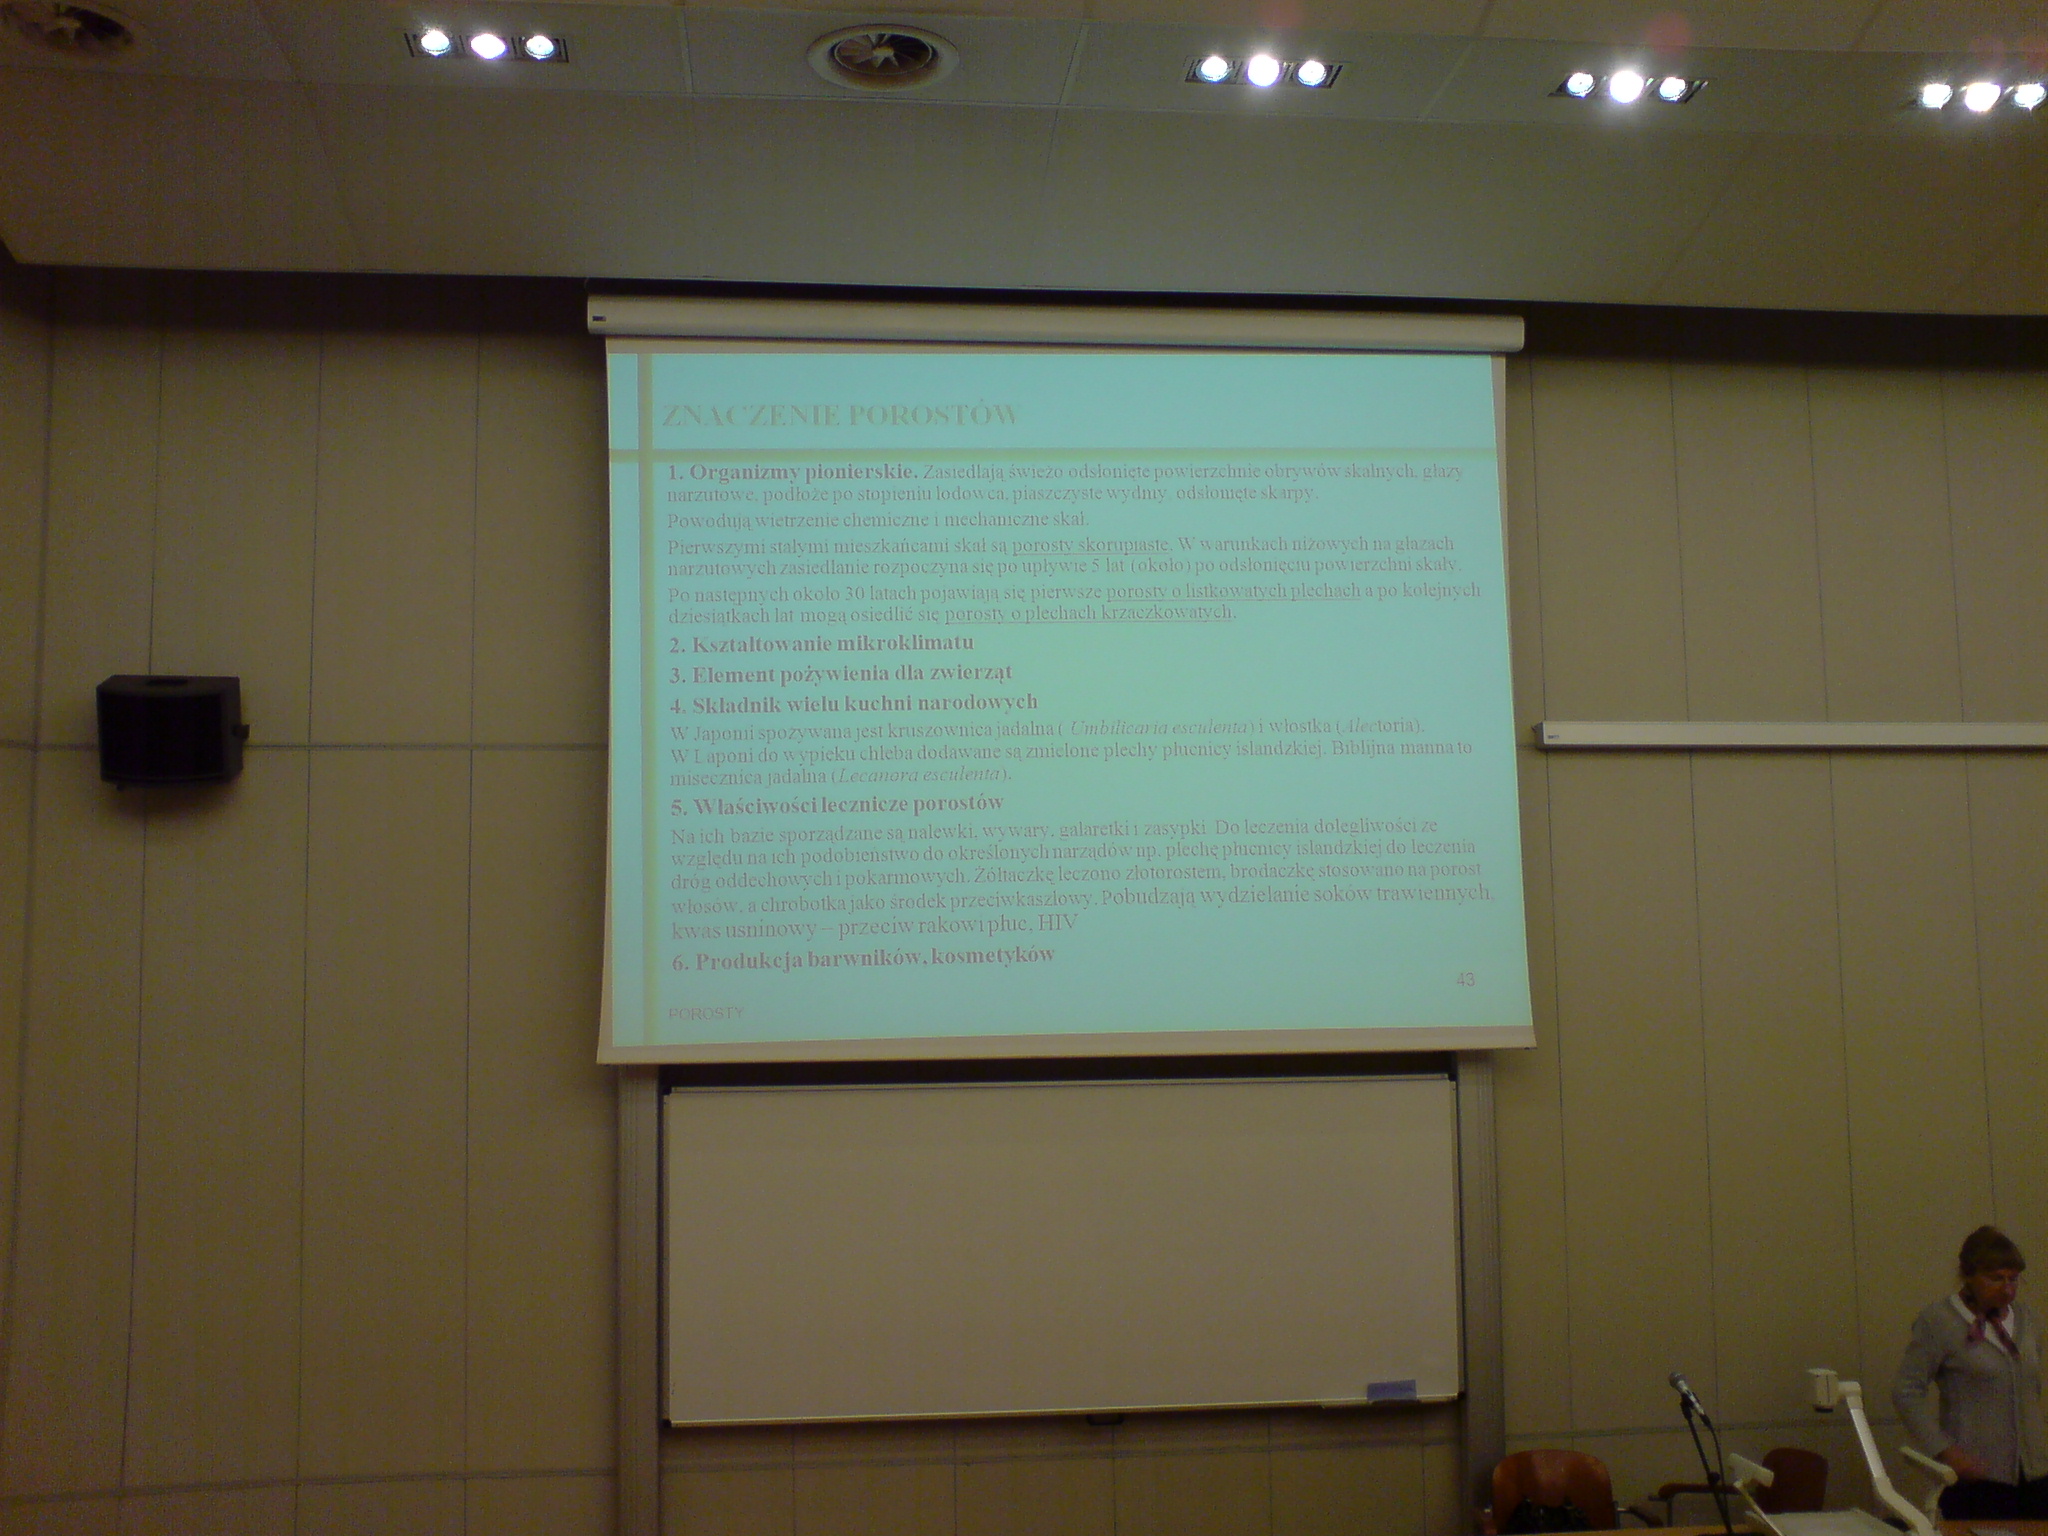 ZNACZENIE POROSTÓW
1. Organizmy pionierskie. Zasiedlają świeżo odsłonięte powierzchnie obrywów skalnych, głazy
narzutowe, podłoże po stopieniu lodowca, piaszczyste wydmy, odsłonięte skarpy.
Powodują wietrzenie chemiczne i mechaniczne skał.
Pierwszymi stałymi mieszkańcami skał są porosty skorupiaste. W warunkach niżowych na głazach
narzutowych zasiedlanie rozpoczyna się po upływie 5 lat (około) po odsłonięciu powierzchni skały.
Po następnych około 30 latach pojawiają się pierwsze porosty o listkowatych plechach a po kolejnych
dziesiątkach lat mogą osiedlić się porosty o plechach krzaczkowatych.
2. Kształtowanie mikroklimatu
3. Element pożywienia dla zwierząt
4. Składnik wielu kuchni narodowych
W Japonii spożywana jest kruszownica jadalna ( Umbilicaria esculenta) i włostka (Alectoria).
W Laponi do wypieku chleba dodawane są zmielone plechy płucnicy islandzkiej. Biblijna manna to
misecznica jadalna (Lecanora esculenta).
5. Właściwości lecznicze porostów
Na ich bazie sporządzane są nalewki, wywary, galaretki i zasypki. Do leczenia dolegliwości ze
względu na ich podobieństwo do określonych narządów np. plechę płucnicy islandzkiej do leczenia
dróg oddechowych i pokarmowych. Żółtaczkę leczono złotorostem, brodaczkę stosowano na porost
włosów, a chrobotka jako środek przeciwkaszlowy. Pobudzają wydzielanie soków trawiennych,
kwas usninowy – przeciw rakowi płuc, HIV
6. Produkcja barwników, kosmetyków
43
POROSTY